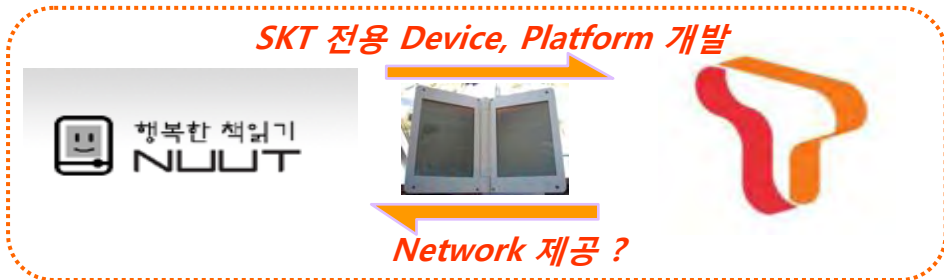 SKT 전용 Device, Platform 개발
행복한 책읽기
NUUT
Network 제공 ?